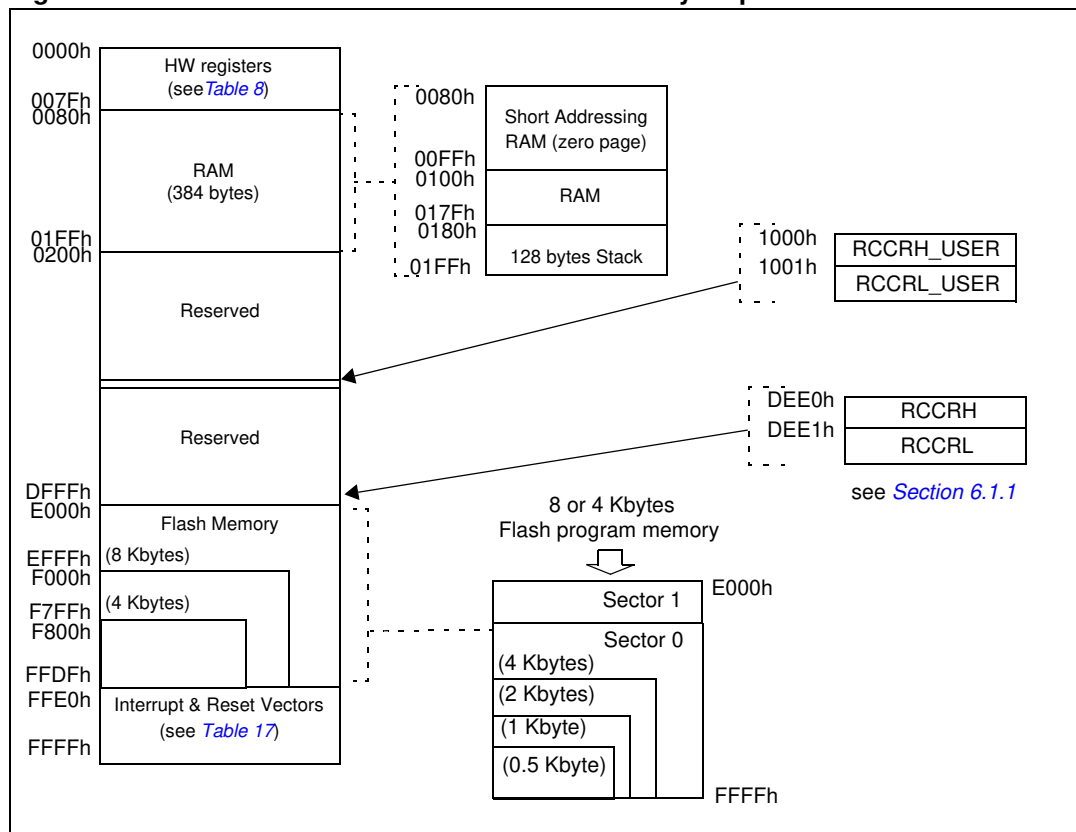 0000h
HW registers
(seeTable 8)
007Fh
0080h
RAM
(384 bytes)
01FFh
0200h
Reserved
Reserved
DFFFh
E000h
Flash Memory
(8 Kbytes)
EFFFh
F000h
(4 Kbytes)
F7FFh
F800h
FFDFh
FFE0h
Interrupt & Reset Vectors
(see Table 17)
FFFFh
0080h
Short Addressing
RAM (zero page)
00FFh
0100h
RAM
017Fh
0180h
128 bytes Stack
01FFh
1000h
RCCRH_USER
1001h
RCCRL_USER
DEE0h
RCCRH
DEE1h
RCCRL
see Section 6.1.1
8 or 4 Kbytes
Flash program memory
Sector 1
E000h
Sector 0
(4 Kbytes)
(2 Kbytes)
(1 Kbyte)
(0.5 Kbyte)
FFFFh